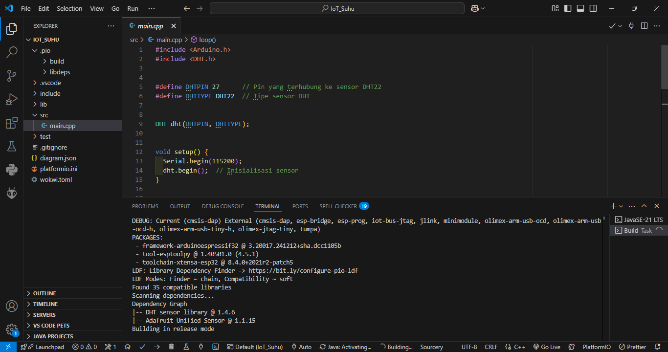 File Edit Selection View Go Run ···
IoT_Suhu
EXPLORER
IOT_SUHU
.pio
build
libdeps
.vscode
include
lib
src
main.cpp
test
.gitignore
diagram.json
platformio.ini
wokwi.toml
OUTLINE
TIMELINE
SERVERS
VS CODE PETS
JAVA PROJECTS
main.cpp
src > main.cpp > loop()
1 #include <Arduino.h>
2 #include <DHT.h>
3
4
5 #define DHTPIN 27 // Pin yang terhubung ke sensor DHT22
6 #define DHTTYPE DHT22 // Tipe sensor DHT
7
8
9 DHT dht(DHTPIN, DHTTYPE);
10
11
12 void setup() {
13 Serial.begin(115200);
14 dht.begin(); // Inisialisasi sensor
15 }
16
PROBLEMS OUTPUT DEBUG CONSOLE TERMINAL PORTS SPELL CHECKER
DEBUG: Current (cmsis-dap) External (cmsis-dap, esp-bridge, esp-prog, iot-bus-jtag, jlink, minimodule, olimex-arm-usb
-ocd-h, olimex-arm-usb-tiny-h, olimex-jtag-tiny, tumpa)
PACKAGES:
- framework-arduinoespressif32 @ 3.20017.241212+sha.dcc1105b
- tool-esptoolpy @ 1.40501.0 (4.5.1)
- toolchain-xtensa-esp32 @ 8.4.0+2021r2-patch5
LDF: Library Dependency Finder -> https://bit.ly/configure-pio-ldf
LDF Modes: Finder ~ chain, Compatibility ~ soft
Found 35 compatible libraries
Scanning dependencies...
Dependency Graph
|-- DHT sensor library @ 1.4.6
|-- Adafruit Unified Sensor @ 1.1.15
Building in release mode
JavaSE-21 LTS
Build Task
Launchpad 0 0 1 Default (IoT_Suhu) Auto Java: Activating... Building... Sourcery UTF-8 CRLF C++ Go Live PlatformIO Prettier